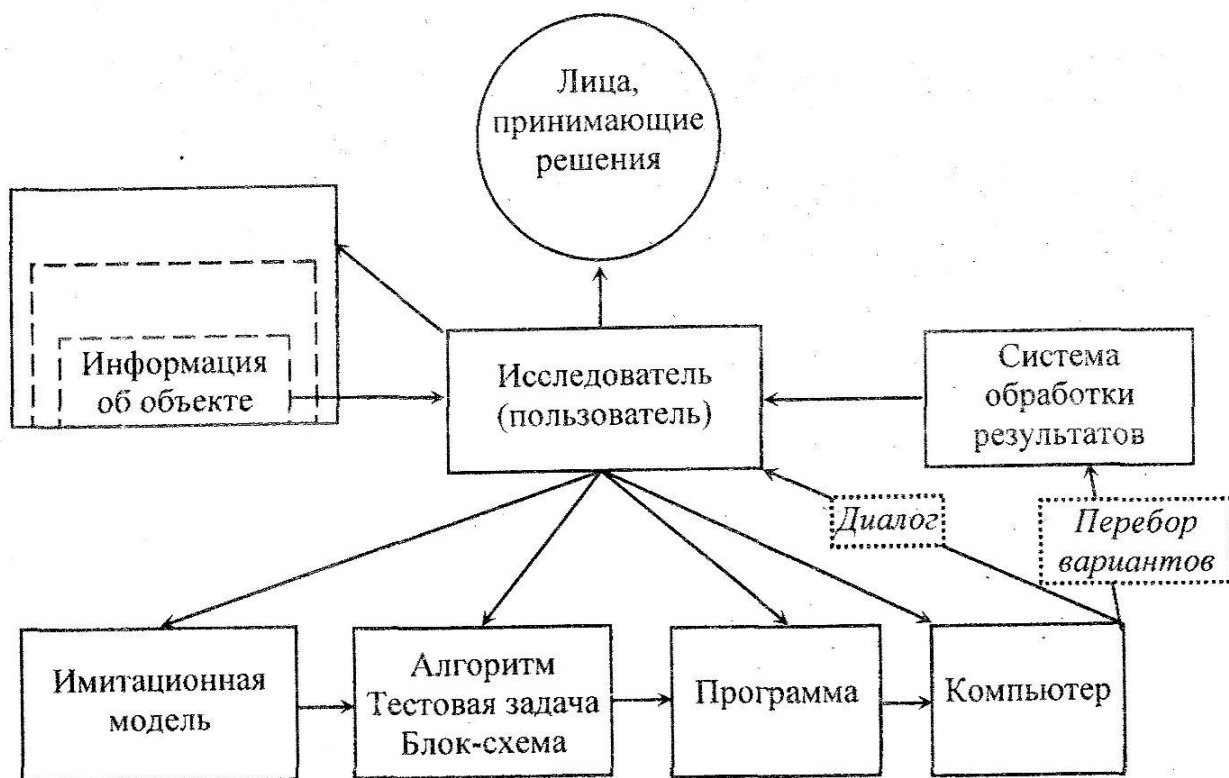 Лица,
принимающие
решения
Информация
об объекте
Исследователь
(пользователь)
Система
обработки
результатов
Диалог
Перебор
вариантов
Имитационная
модель
Алгоритм
Тестовая задача
Блок-схема
Программа
Компьютер